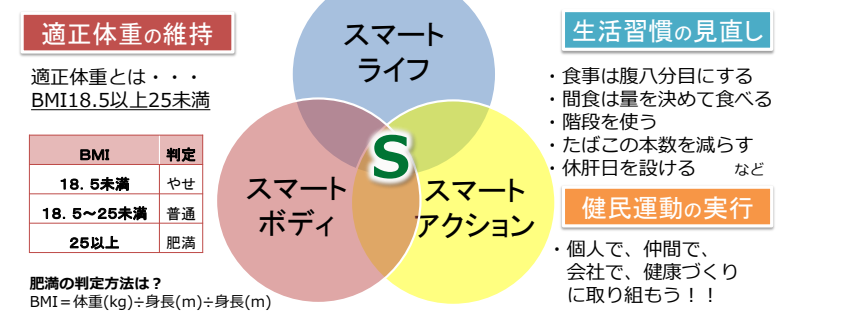 適正体重の維持
適正体重とは・・・
BMI18.5以上25未満
BMI 判定
18．5未満 やせ
18．5～25未満 普通
25以上 肥満
肥満の判定方法は？
BMI＝体重(kg)÷身長(m)÷身長(m)
スマート
ライフ
S
スマート
ボディ
スマート
アクション
生活習慣の見直し
・食事は腹八分目にする
・間食は量を決めて食べる
・階段を使う
・たばこの本数を減らす
・休肝日を設ける など
健民運動の実行
・個人で、仲間で、
会社で、健康づくり
に取り組もう！！